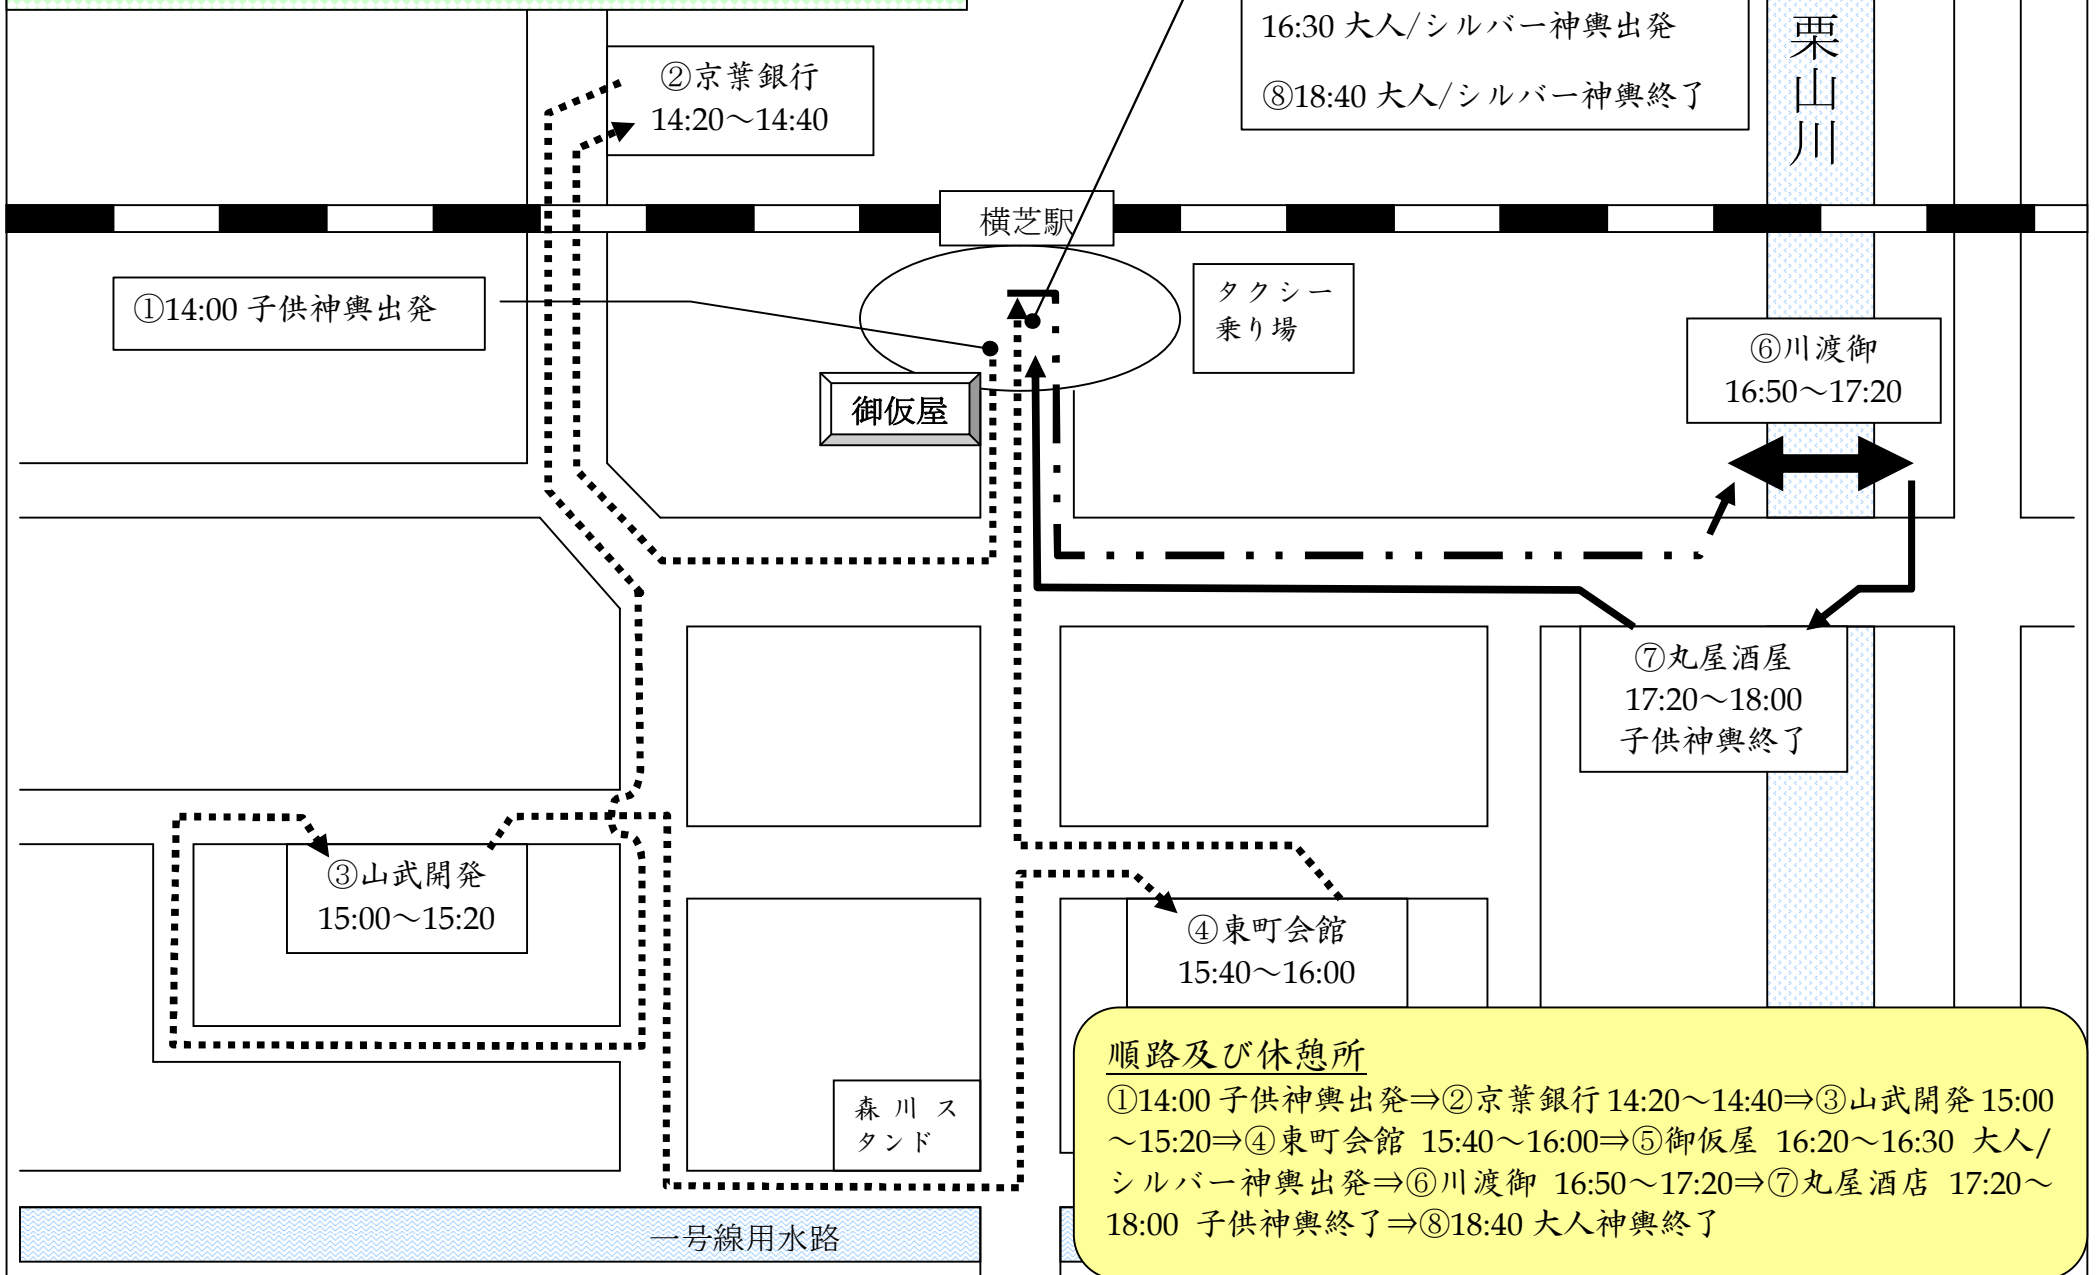 16:30 大人/シルバー神輿出発
⑧18:40 大人/シルバー神輿終了
栗山川
②京葉銀行
14:20～14:40
横芝駅
①14:00 子供神輿出発
タクシー
乗り場
御仮屋
⑥川渡御
16:50～17:20
⑦丸屋酒屋
17:20～18:00
子供神輿終了
③山武開発
15:00～15:20
④東町会館
15:40～16:00
森川ス
タンド
一号線用水路
順路及び休憩所
①14:00 子供神輿出発⇒②京葉銀行 14:20～14:40⇒③山武開発 15:00
～15:20⇒④東町会館 15:40～16:00⇒⑤御仮屋 16:20～16:30 大人/
シルバー神輿出発⇒⑥川渡御 16:50～17:20⇒⑦丸屋酒店 17:20～
18:00 子供神輿終了⇒⑧18:40 大人神輿終了